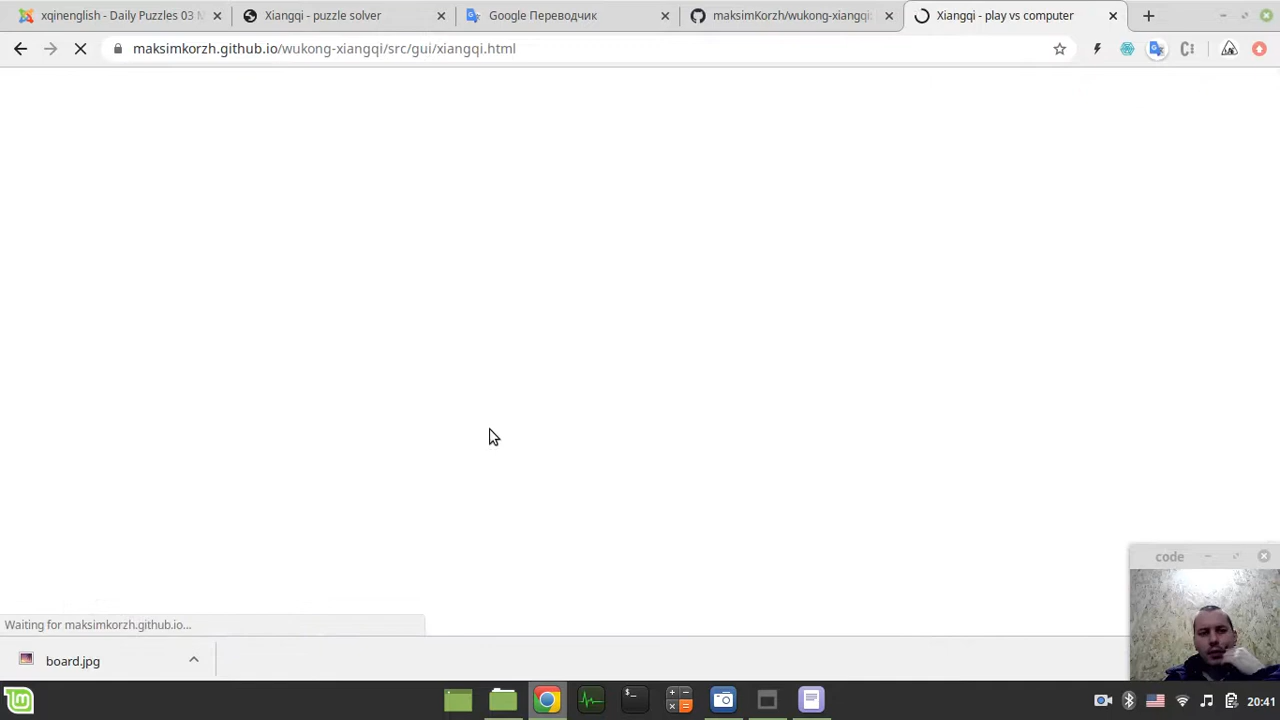 xqinenglish - Daily Puzzles 03 M
Xiangqi - puzzle solver
Google Переводчик
maksimKorzh/wukong-xiangqi
Xiangqi - play vs computer
maksimkorzh.github.io/wukong-xiangqi/src/gui/xiangqi.html
code
Waiting for maksimkorzh.github.io...
board.jpg
20:41